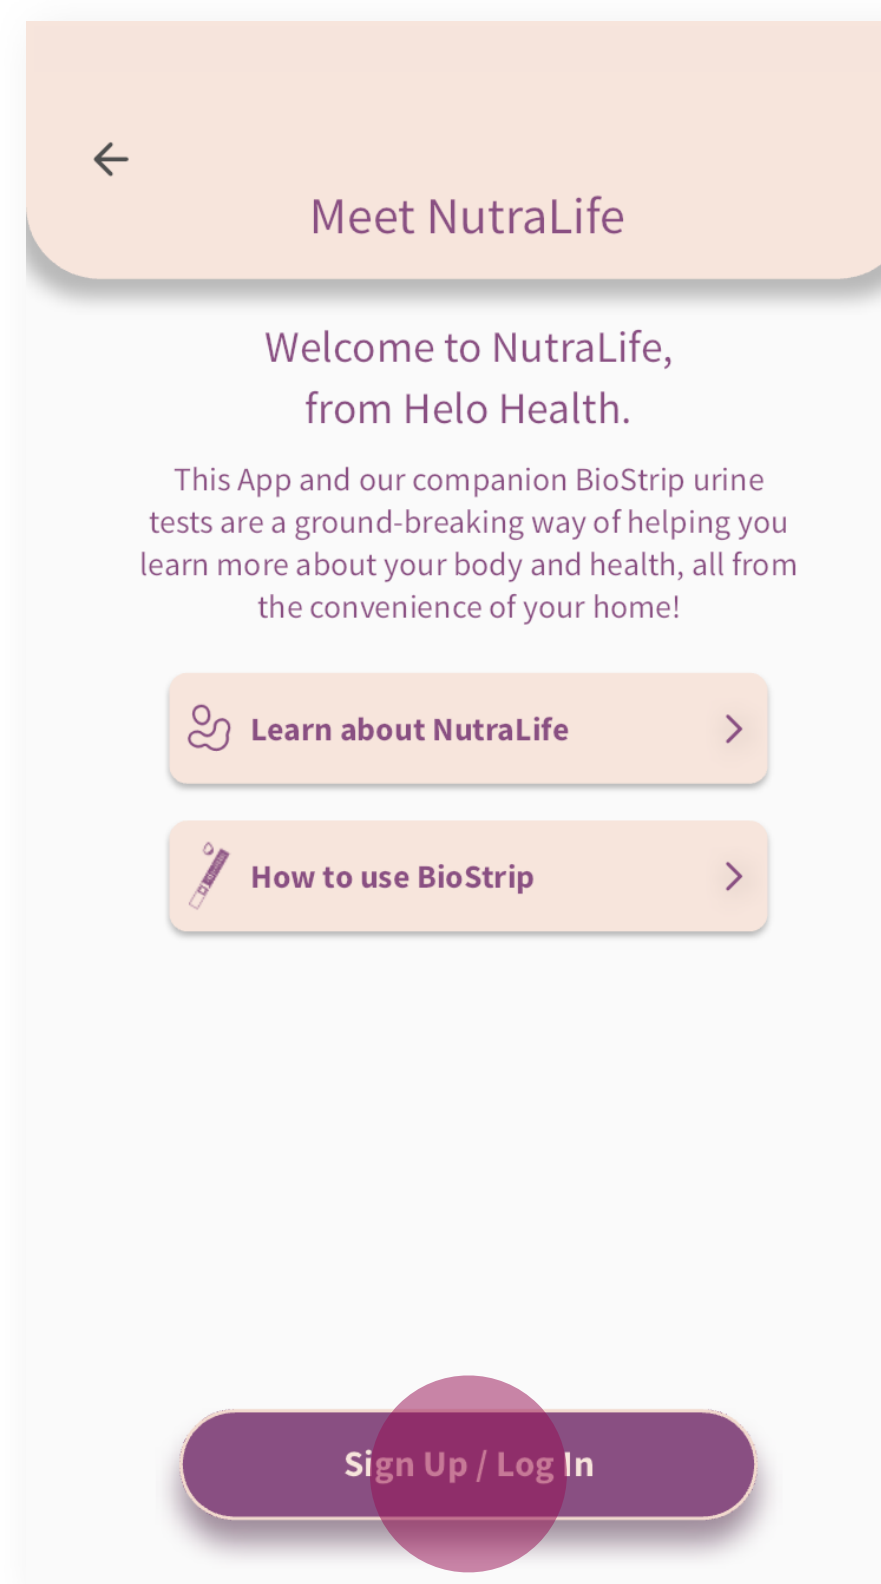 Meet NutraLife
Welcome to NutraLife,
from Helo Health.
This App and our companion BioStrip urine
tests are a ground-breaking way of helping you
learn more about your body and health, all from
the convenience of your home!
Learn about NutraLife
How to use BioStrip
Sign Up / Log In